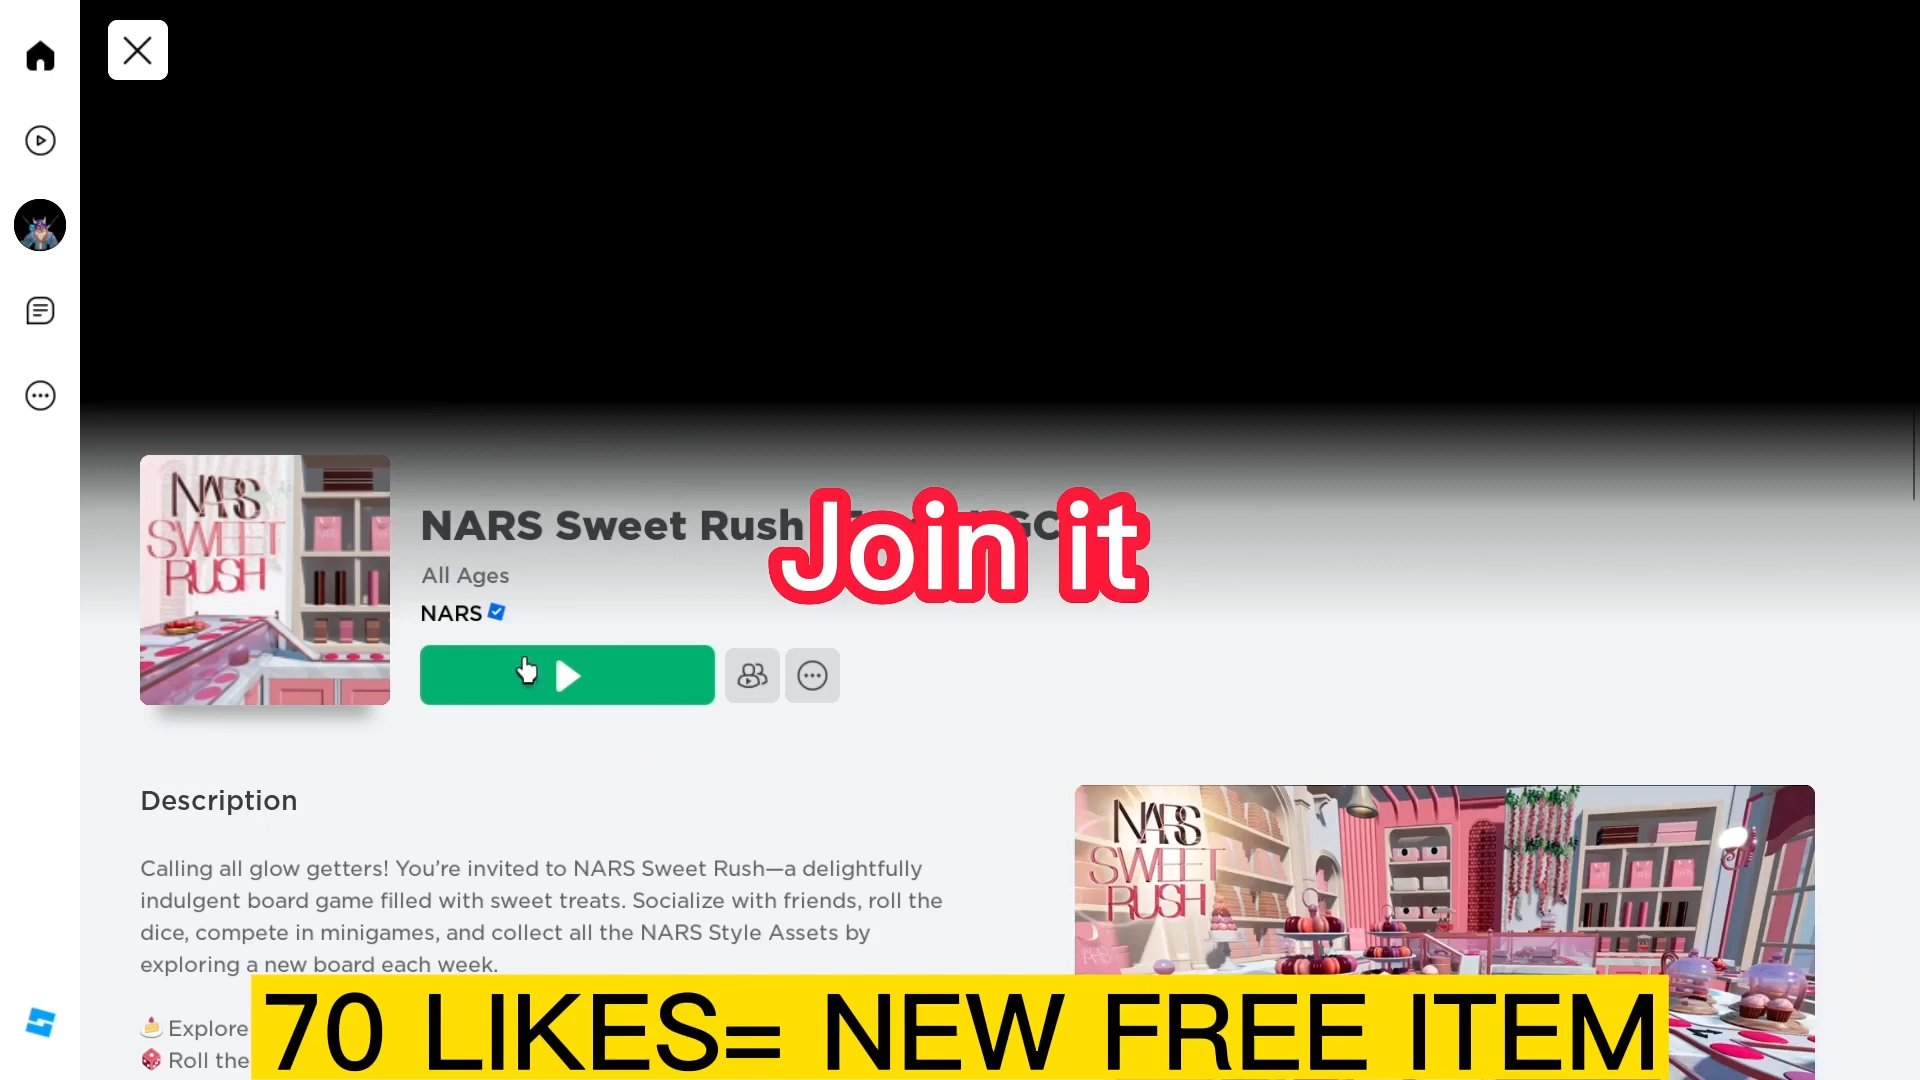 NARS
SWEET
RUSH
NARS Sweet Rush
Join it
All Ages
NARS
Description
Calling all glow getters! You’re invited to NARS Sweet Rush—a delightfully
indulgent board game filled with sweet treats. Socialize with friends, roll the
dice, compete in minigames, and collect all the NARS Style Assets by
exploring a new board each week.
Explore
Roll the
NARS
SWEET
RUSH
70 LIKES= NEW FREE ITEM